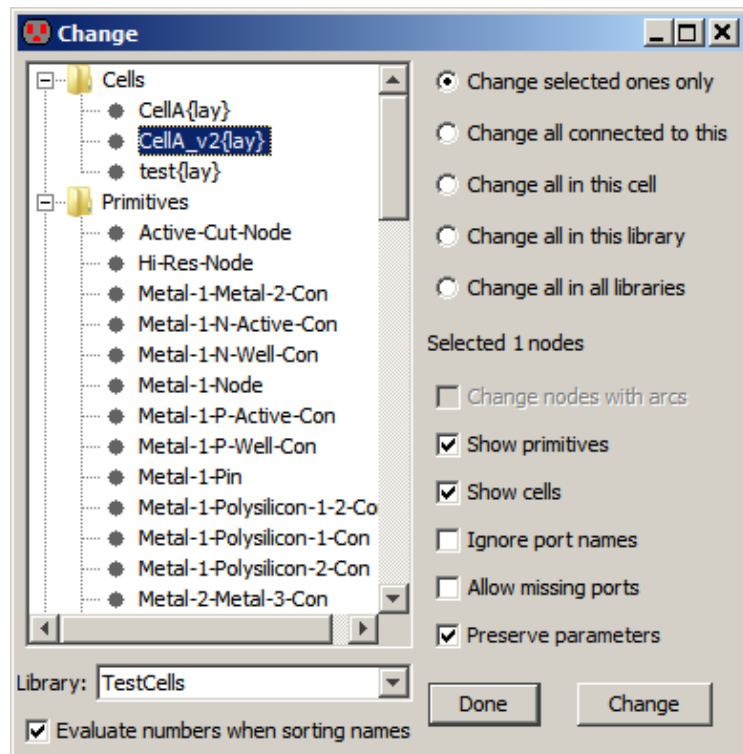 Change
Cells
CellA{lay}
CellA_v2{lay}
test{lay}
Primitives
Active-Cut-Node
Hi-Res-Node
Metal-1-Metal-2-Con
Metal-1-N-Active-Con
Metal-1-N-Well-Con
Metal-1-Node
Metal-1-P-Active-Con
Metal-1-P-Well-Con
Metal-1-Pin
Metal-1-Polysilicon-1-2-Co
Metal-1-Polysilicon-1-Con
Metal-1-Polysilicon-2-Con
Metal-2-Metal-3-Con
Library: TestCells
Evaluate numbers when sorting names
Change selected ones only
Change all connected to this
Change all in this cell
Change all in this library
Change all in all libraries
Selected 1 nodes
Change nodes with arcs
Show primitives
Show cells
Ignore port names
Allow missing ports
Preserve parameters
Done Change